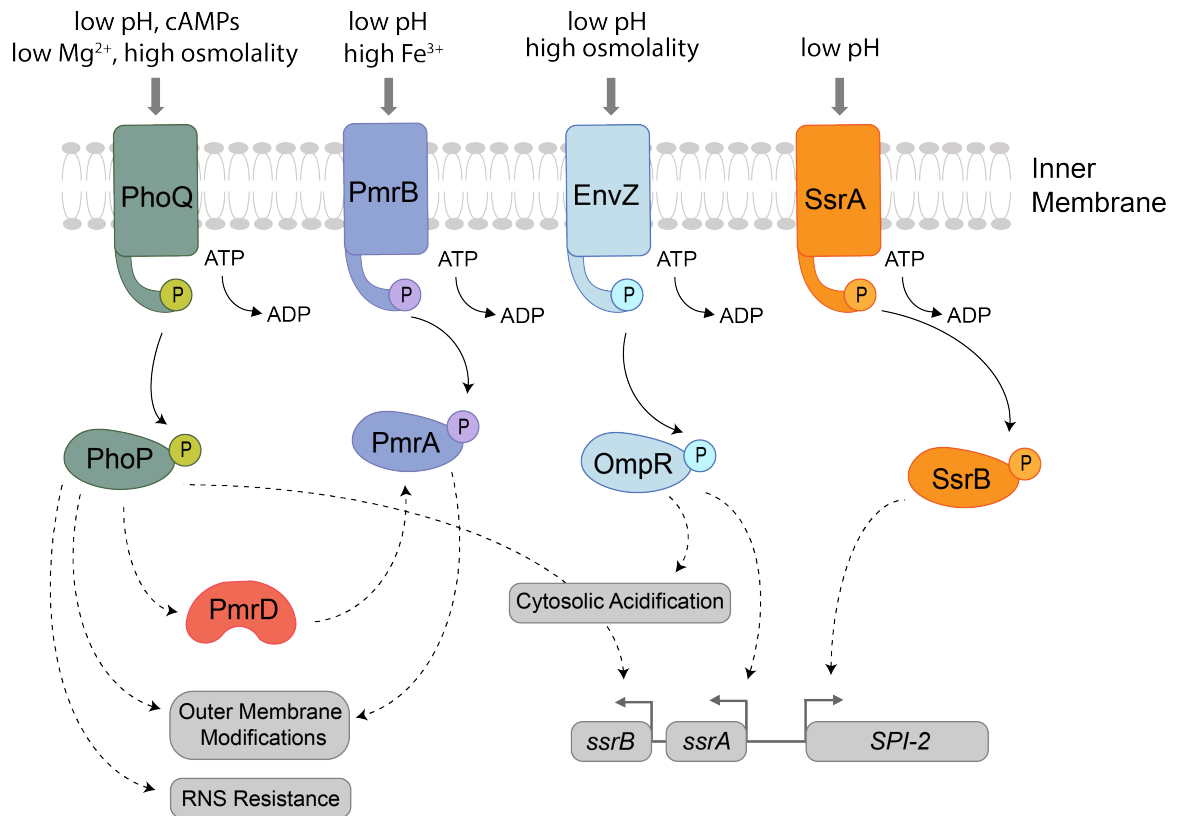 low pH, cAMPs
low Mg²⁺, high osmolality
low pH
high Fe³⁺
low pH
high osmolality
low pH
PhoQ
PmrB
EnvZ
SsrA
Inner
Membrane
ATP
ADP
P
ATP
ADP
P
ATP
ADP
P
ATP
ADP
P
PhoP
P
PmrA
P
OmpR
P
SsrB
P
PmrD
Cytosolic Acidification
Outer Membrane
Modifications
RNS Resistance
ssrB
ssrA
SPI-2